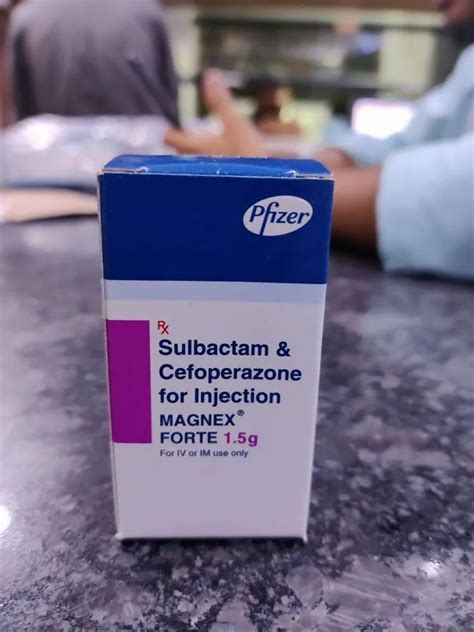 Pfizer
Rx
Sulbactam &
Cefoperazone
for Injection
MAGNEX®
FORTE 1.5g
For IV or IM use only